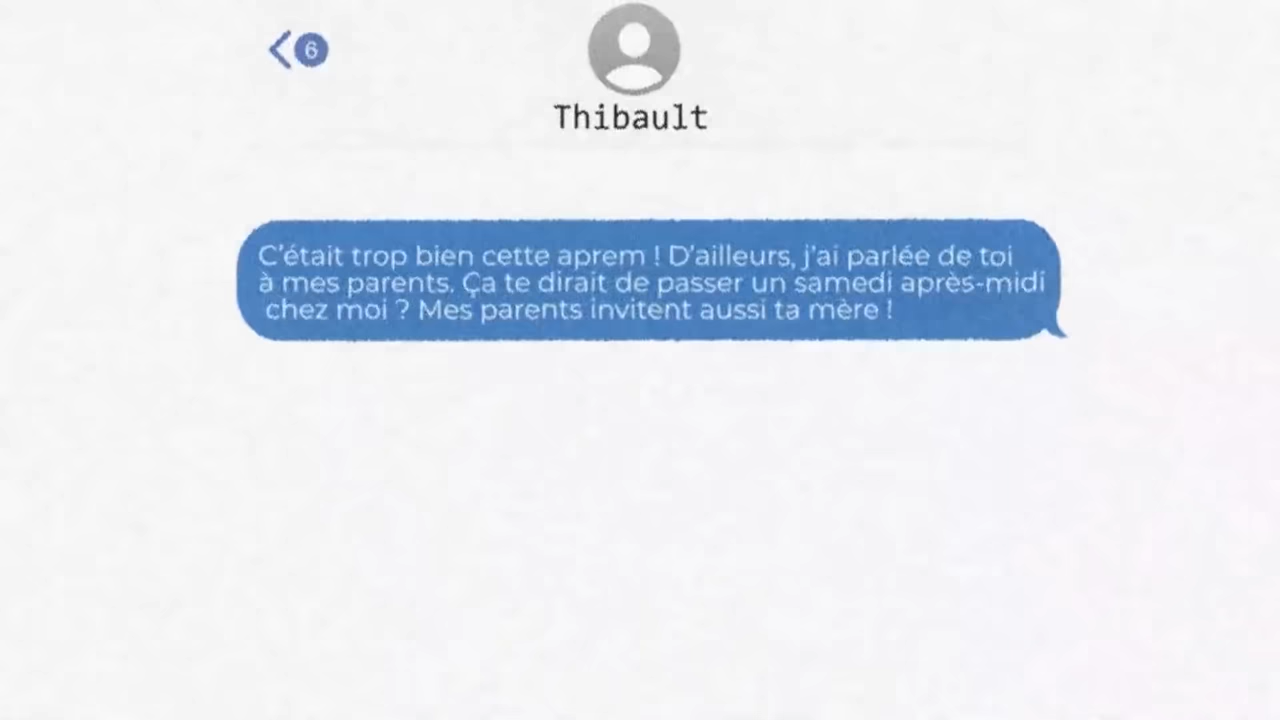 6
Thibault
C'était trop bien cette aprem ! D'ailleurs, j'ai parlée de toi
à mes parents. Ça te dirait de passer un samedi après-midi
chez moi ? Mes parents invitent aussi ta mère !